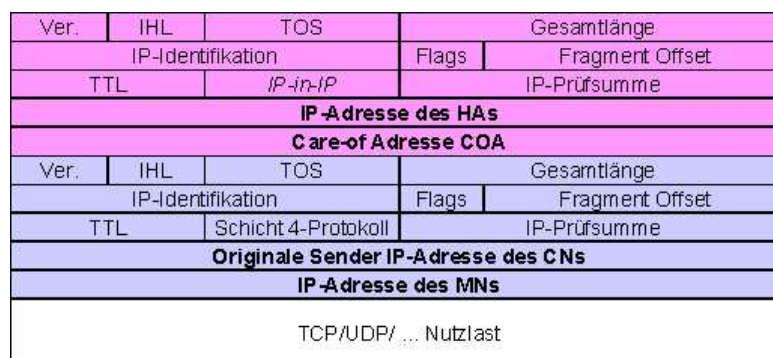 Ver. IHL TOS Gesamtlänge
IP-Identifikation Flags Fragment Offset
TTL IP-in-IP IP-Prüfsumme
IP-Adresse des HAs
Care-of Adresse COA
Ver. IHL TOS Gesamtlänge
IP-Identifikation Flags Fragment Offset
TTL Schicht 4-Protokoll IP-Prüfsumme
Originale Sender IP-Adresse des CNs
IP-Adresse des MNs
TCP/UDP/ ... Nutzlast